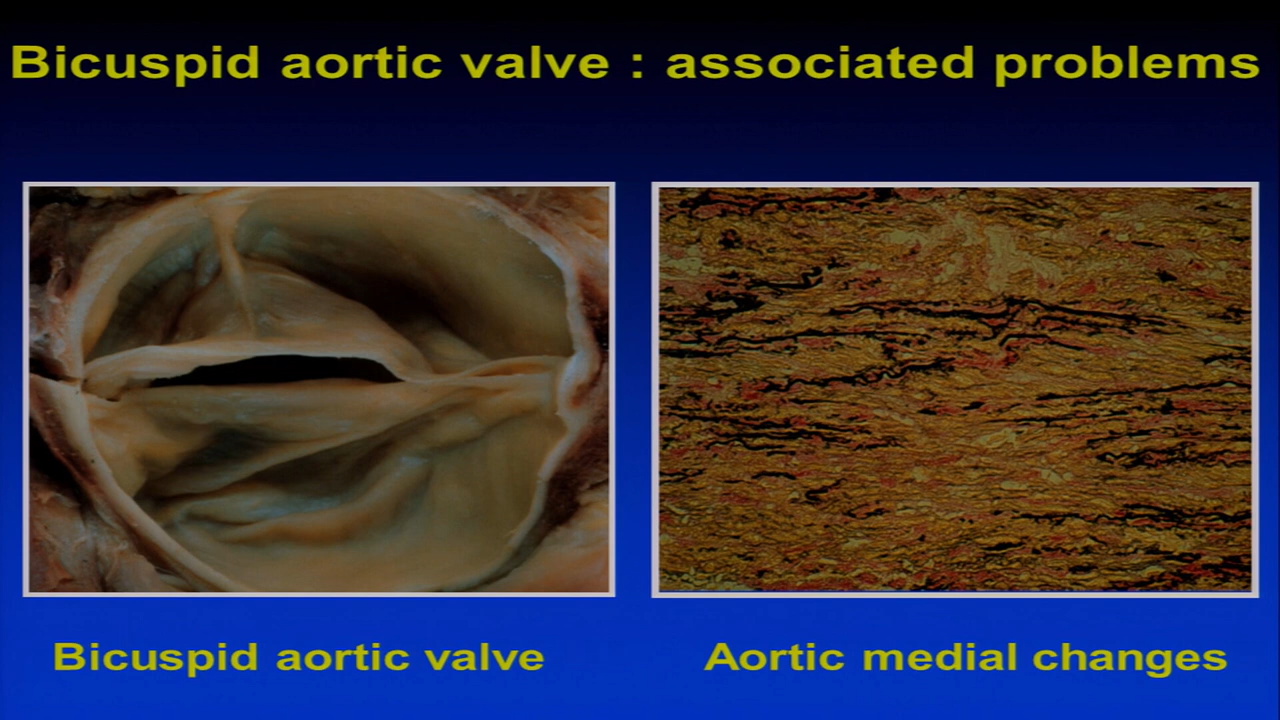 Bicuspid aortic valve : associated problems
Bicuspid aortic valve
Aortic medial changes